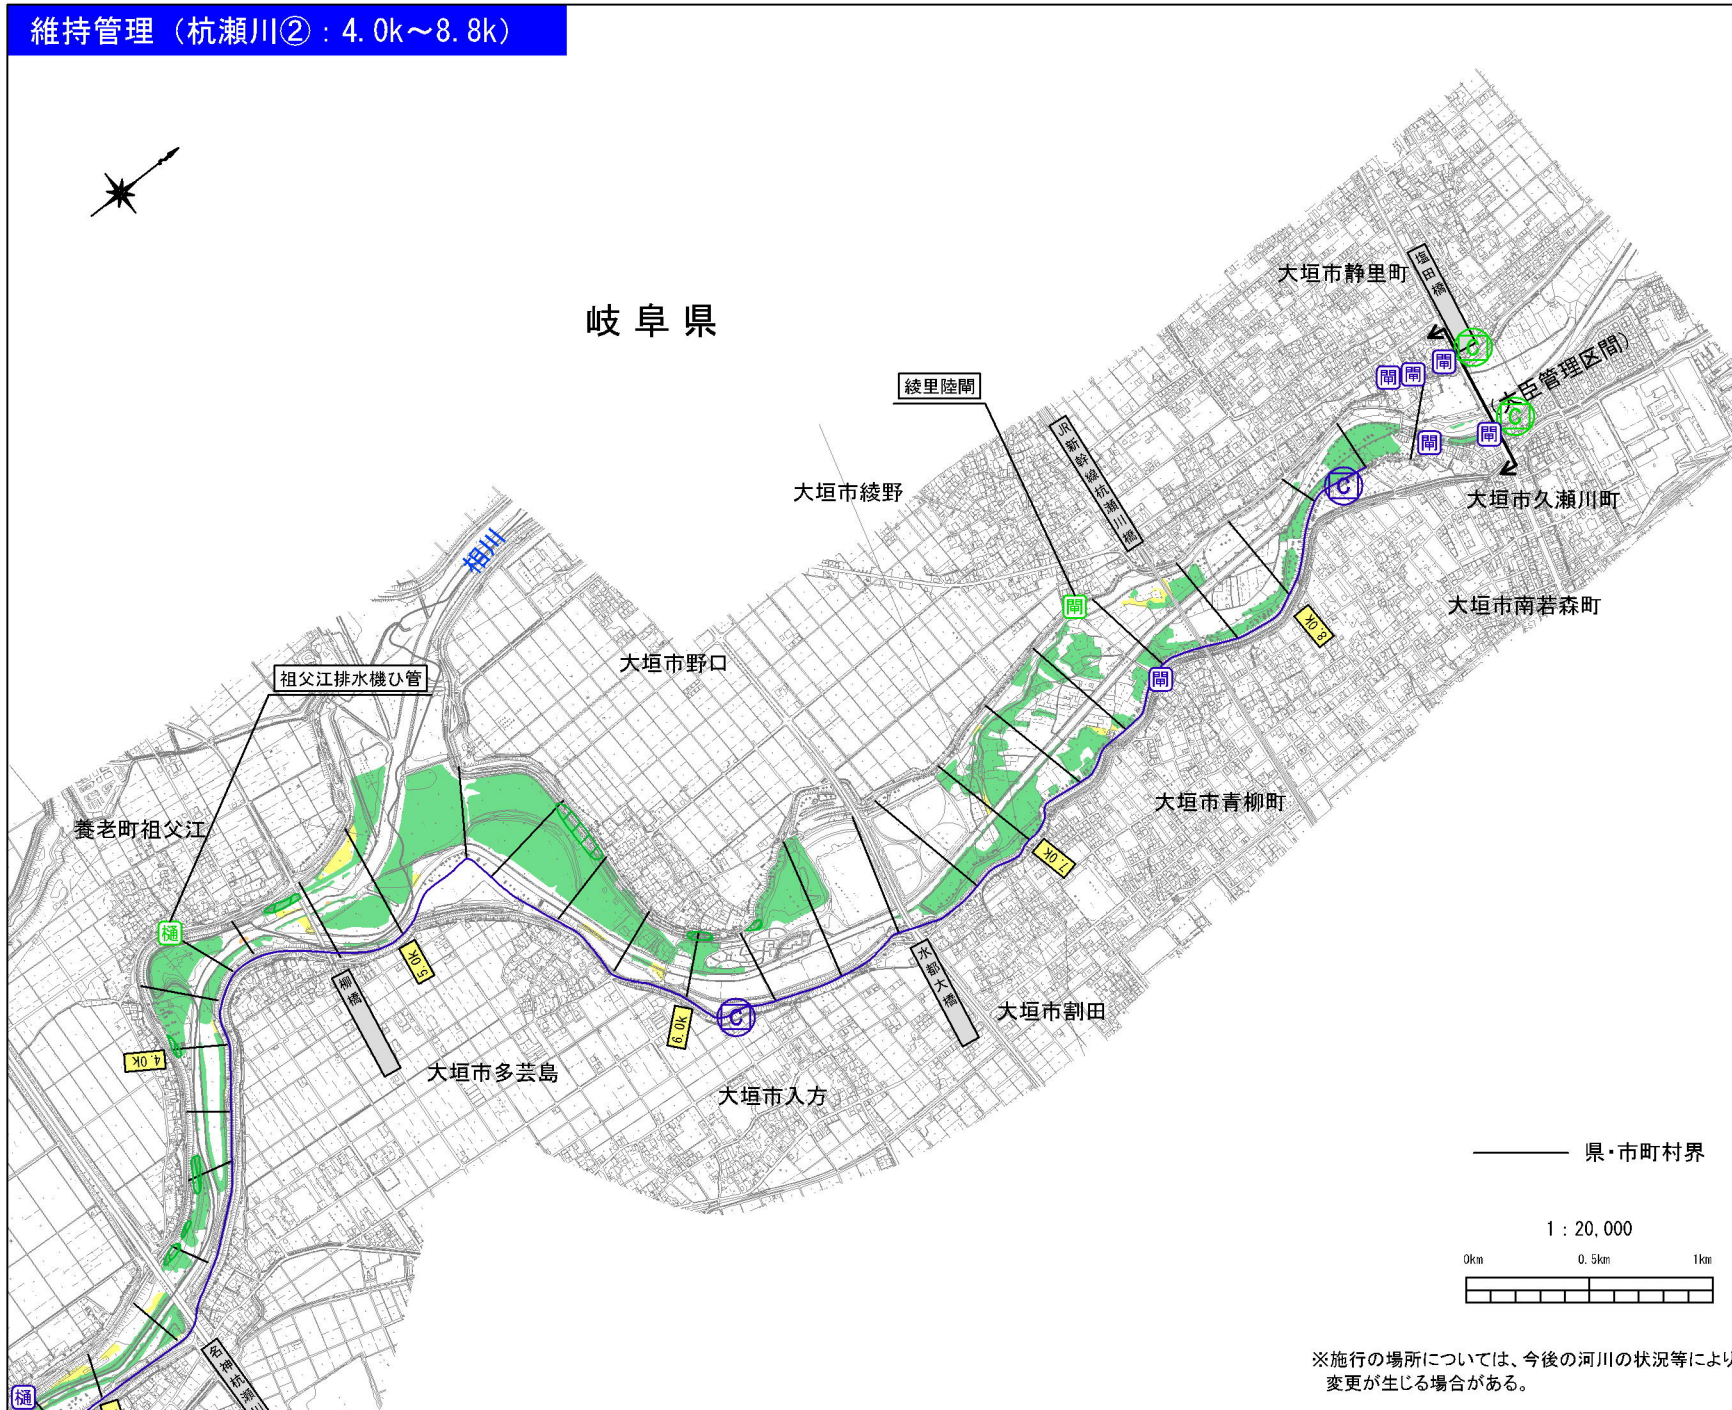 維持管理（杭瀬川②：4.0k～8.8k）
岐阜県
大垣市静里町
塩田橋
C
閘
閘
閘
（大臣管理区間）
C
綾里陸閘
JR新幹線杭瀬川橋
閘
閘
大垣市綾野
C
大垣市久瀬川町
相川
閘
大垣市南若森町
8.0k
大垣市野口
祖父江排水機ひ管
閘
大垣市青柳町
養老町祖父江
7.0k
樋
5.0k
柳橋
水都大橋
大垣市割田
C
6.0k
4.0k
大垣市多芸島
大垣市入方
県・市町村界
1：20,000
0km 0.5km 1km
名神杭瀬川
樋
※施行の場所については、今後の河川の状況等により
変更が生じる場合がある。